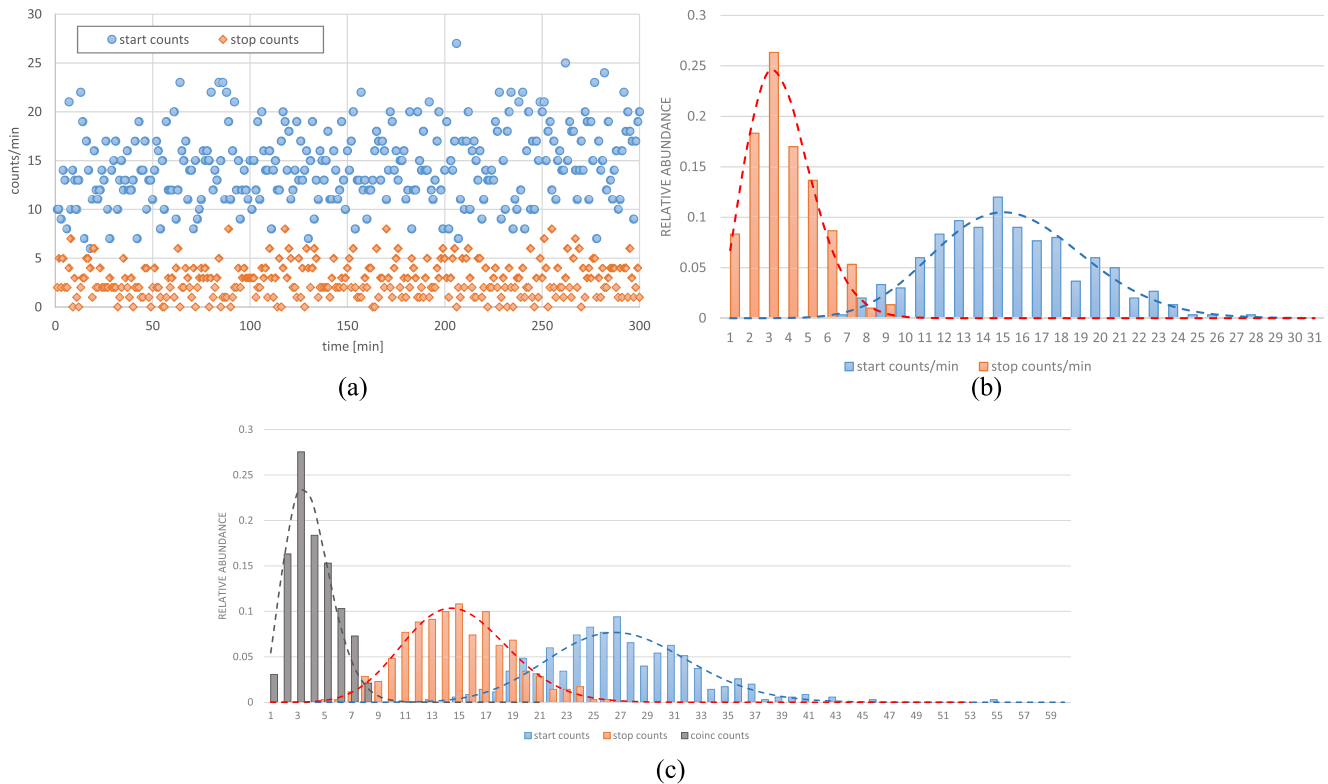 30
25
20
15
10
5
0
counts/min
start counts stop counts
0 50 100 150 200 250 300
time [min]
(a)
0.3
0.25
0.2
0.15
0.1
0.05
0
RELATIVE ABUNDANCE
1 2 3 4 5 6 7 8 9 10 11 12 13 14 15 16 17 18 19 20 21 22 23 24 25 26 27 28 29 30 31
start counts/min stop counts/min
(b)
0.3
0.25
0.2
0.15
0.1
0.05
0
RELATIVE ABUNDANCE
1 3 5 7 9 11 13 15 17 19 21 23 25 27 29 31 33 35 37 39 41 43 45 47 49 51 53 55 57 59
start counts stop counts coinc counts
(c)